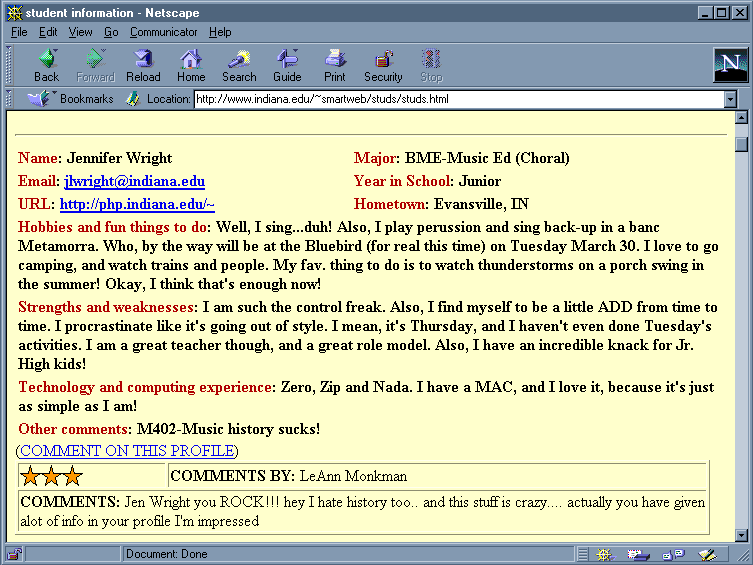 student information - Netscape
File Edit View Go Communicator Help
Back Forward Reload Home Search Guide Print Security Stop
N
Bookmarks Location: http://www.indiana.edu/~smartweb/studs/studs.html
Name: Jennifer Wright Major: BME-Music Ed (Choral)
Email: jlwright@indiana.edu Year in School: Junior
URL: http://php.indiana.edu/~ Hometown: Evansville, IN
Hobbies and fun things to do: Well, I sing...duh! Also, I play perussion and sing back-up in a banc
Metamorra. Who, by the way will be at the Bluebird (for real this time) on Tuesday March 30. I love to go
camping, and watch trains and people. My fav. thing to do is to watch thunderstorms on a porch swing in
the summer! Okay, I think that's enough now!
Strengths and weaknesses: I am such the control freak. Also, I find myself to be a little ADD from time to
time. I procrastinate like it's going out of style. I mean, it's Thursday, and I haven't even done Tuesday's
activities. I am a great teacher though, and a great role model. Also, I have an incredible knack for Jr.
High kids!
Technology and computing experience: Zero, Zip and Nada. I have a MAC, and I love it, because it's just
as simple as I am!
Other comments: M402-Music history sucks!
(COMMENT ON THIS PROFILE)
COMMENTS BY: LeAnn Monkman
COMMENTS: Jen Wright you ROCK!!! hey I hate history too.. and this stuff is crazy.... actually you have given
alot of info in your profile I'm impressed
Document: Done